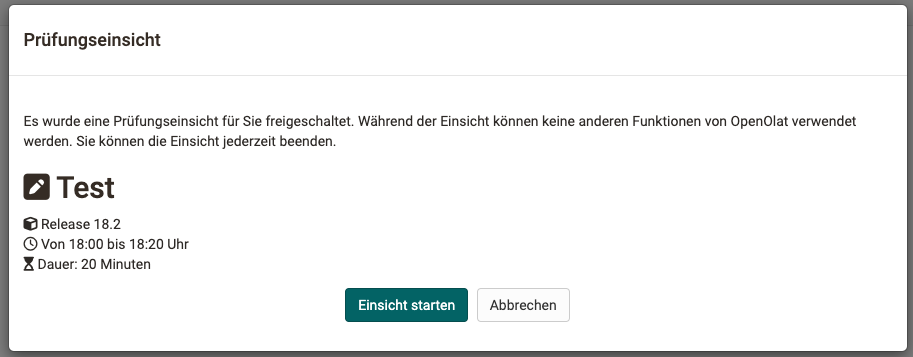 Prüfungseinsicht
Es wurde eine Prüfungseinsicht für Sie freigeschaltet. Während der Einsicht können keine anderen Funktionen von OpenOlat verwendet
werden. Sie können die Einsicht jederzeit beenden.
Test
Release 18.2
Von 18:00 bis 18:20 Uhr
Dauer: 20 Minuten
Einsicht starten
Abbrechen